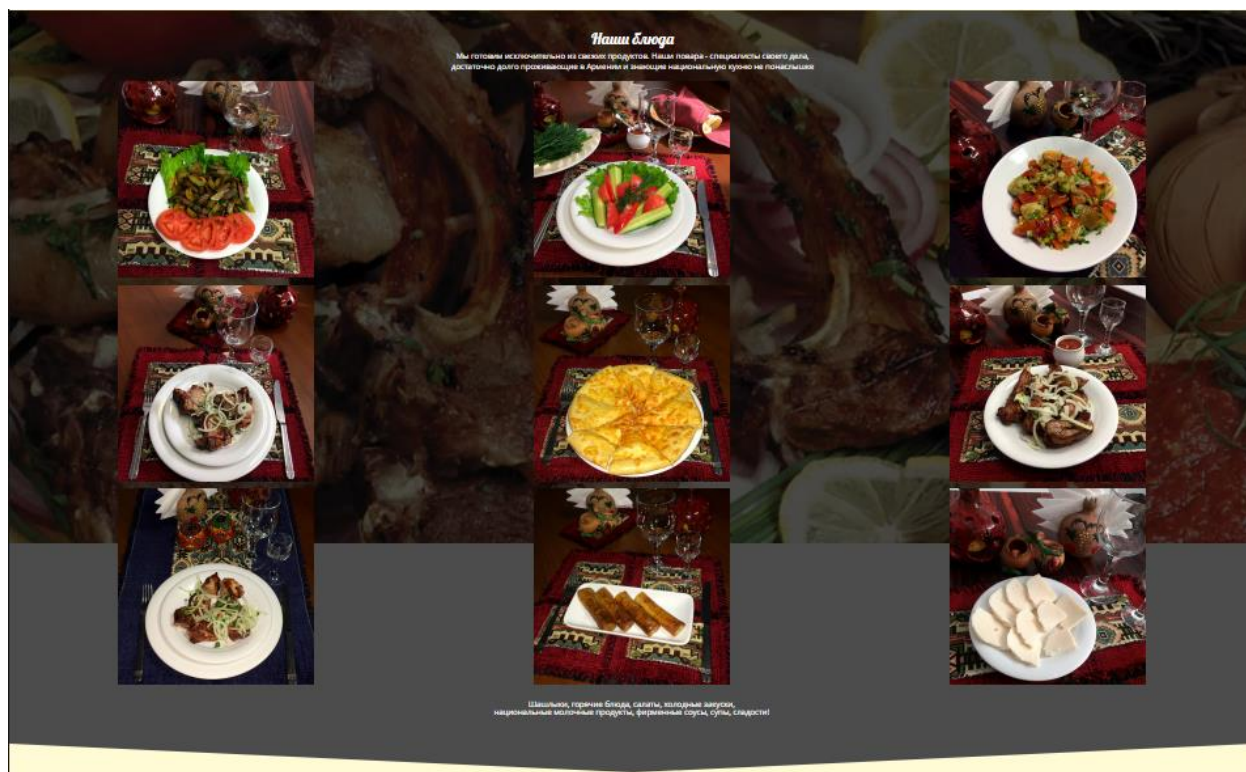 Наши блюда
Мы готовим исключительно из свежих продуктов. Наши повара - специалисты своего дела,
достаточно долго проживающие в Армении и знающие национальную кухню не понаслышке
Шашлыки, горячие блюда, салаты, холодные закуски,
национальные молочные продукты, фирменные соусы, супы, сладости!